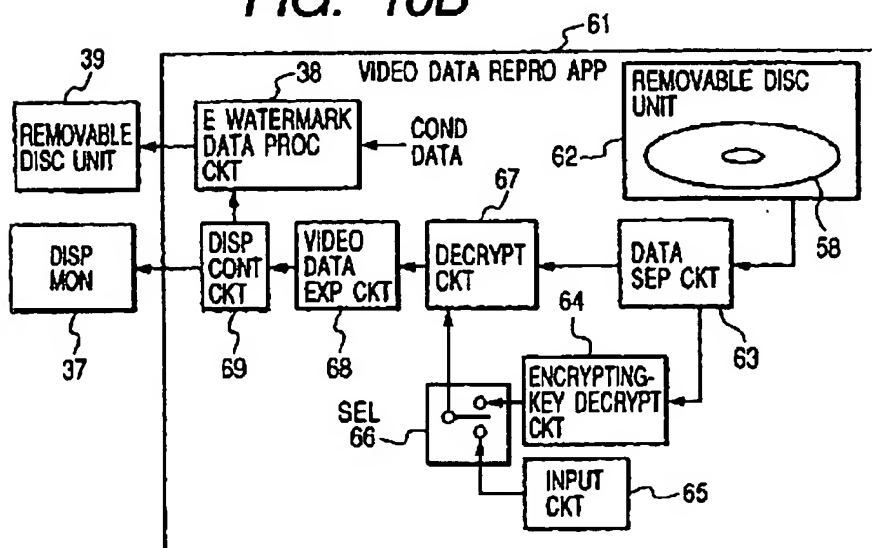 FIG. 10B
61
39
38
VIDEO DATA REPRO APP
REMOVABLE DISC
UNIT
REMOVABLE
DISC UNIT
E WATERMARK
DATA PROC
CKT
COND
DATA
62
67
58
DISP
MON
DISP
CONT
CKT
VIDEO
DATA
EXP CKT
DECRYPT
CKT
DATA
SEP CKT
64
63
37
69
68
ENCRYPTING-
KEY DECRYPT
CKT
SEL
66
INPUT
CKT
65